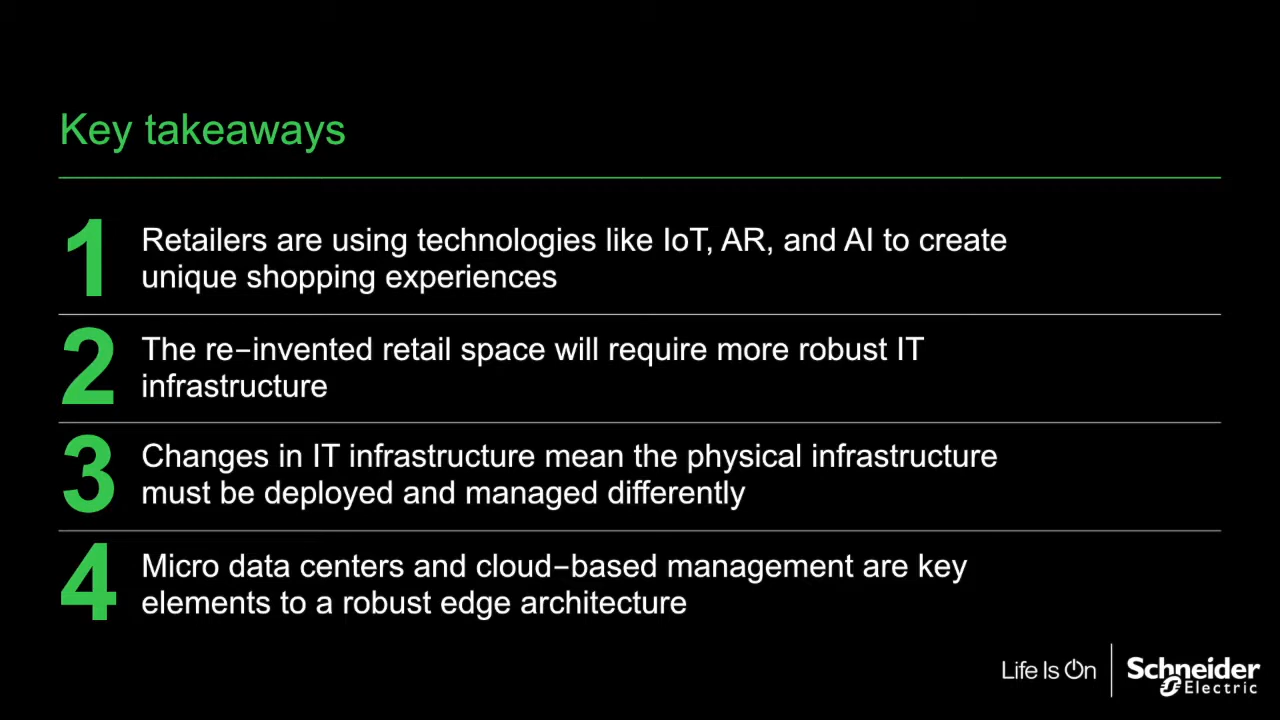 Key takeaways
1
Retailers are using technologies like IoT, AR, and AI to create
unique shopping experiences
2
The re–invented retail space will require more robust IT
infrastructure
3
Changes in IT infrastructure mean the physical infrastructure
must be deployed and managed differently
4
Micro data centers and cloud–based management are key
elements to a robust edge architecture
Life Is On
Schneider
Electric